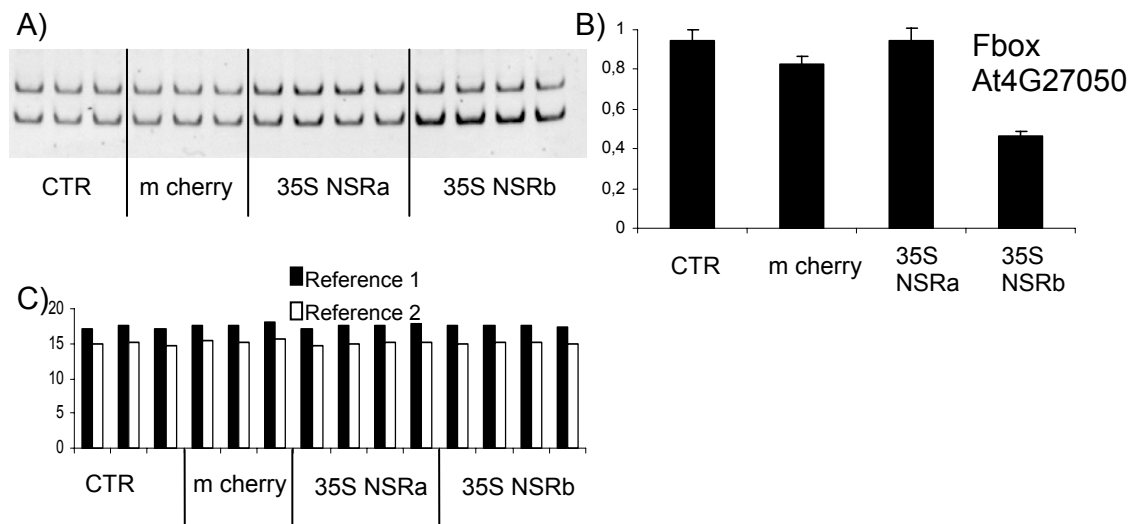 A)
CTR m cherry 35S NSRa 35S NSRb
B)
1
0,8
0,6
0,4
0,2
0
Fbox
At4G27050
CTR m cherry 35S NSRa 35S NSRb
C)
Reference 1
Reference 2
20
15
10
5
0
CTR m cherry 35S NSRa 35S NSRb